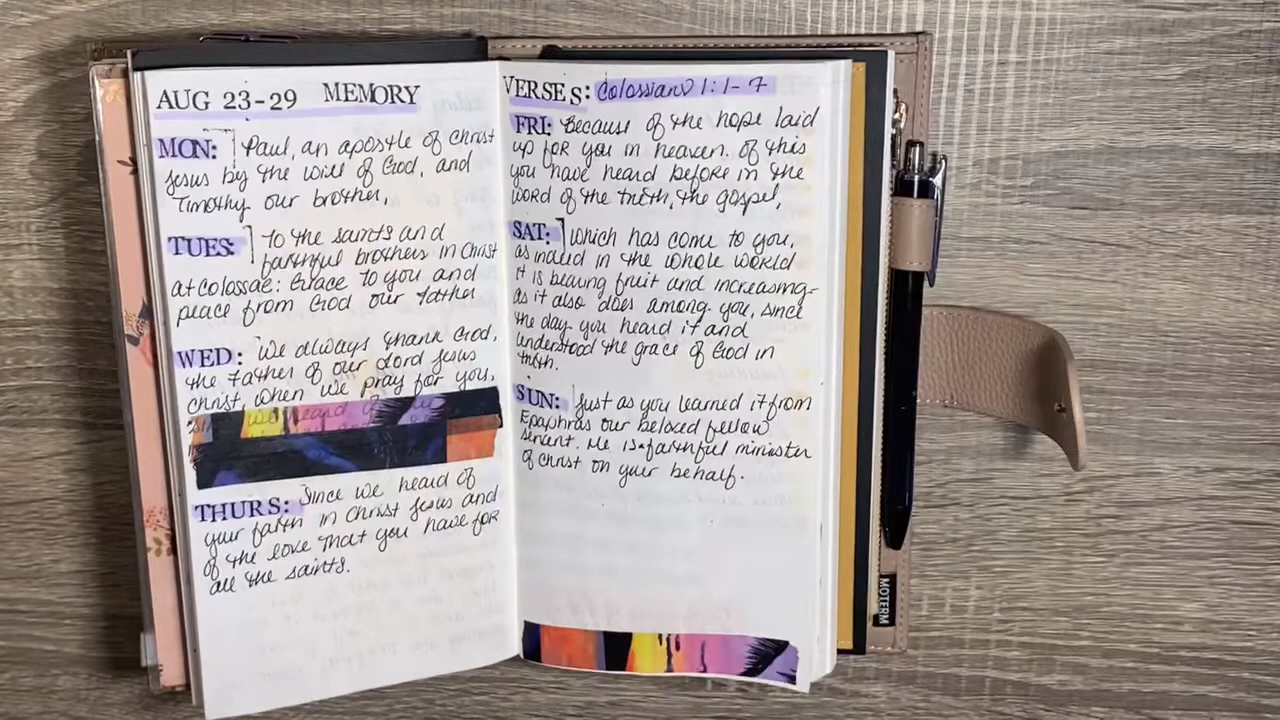 AUG 23-29 MEMORY
MON: Paul, an apostle of Christ
Jesus by the will of God, and
Timothy our brother,
TUES: To the saints and
faithful brothers in Christ
at Colossae: Grace to you and
peace from God our Father
WED: We always thank God,
the Father of our Lord Jesus
Christ, when we pray for you,
we heard of
THURS: Since we heard of
your faith in Christ Jesus and
of the love that you have for
all the saints.
VERSES: Colossians 1:1-7
FRI: Because of the hope laid
up for you in heaven. Of this
you have heard before in the
word of the truth, the gospel,
SAT: Which has come to you,
as indeed in the whole world
it is bearing fruit and increasing-
as it also does among you, since
the day you heard it and
understood the grace of God in
truth.
SUN: Just as you learned it from
Epaphras our beloved fellow
servant. He is a faithful minister
of Christ on your behalf.
MOTERM